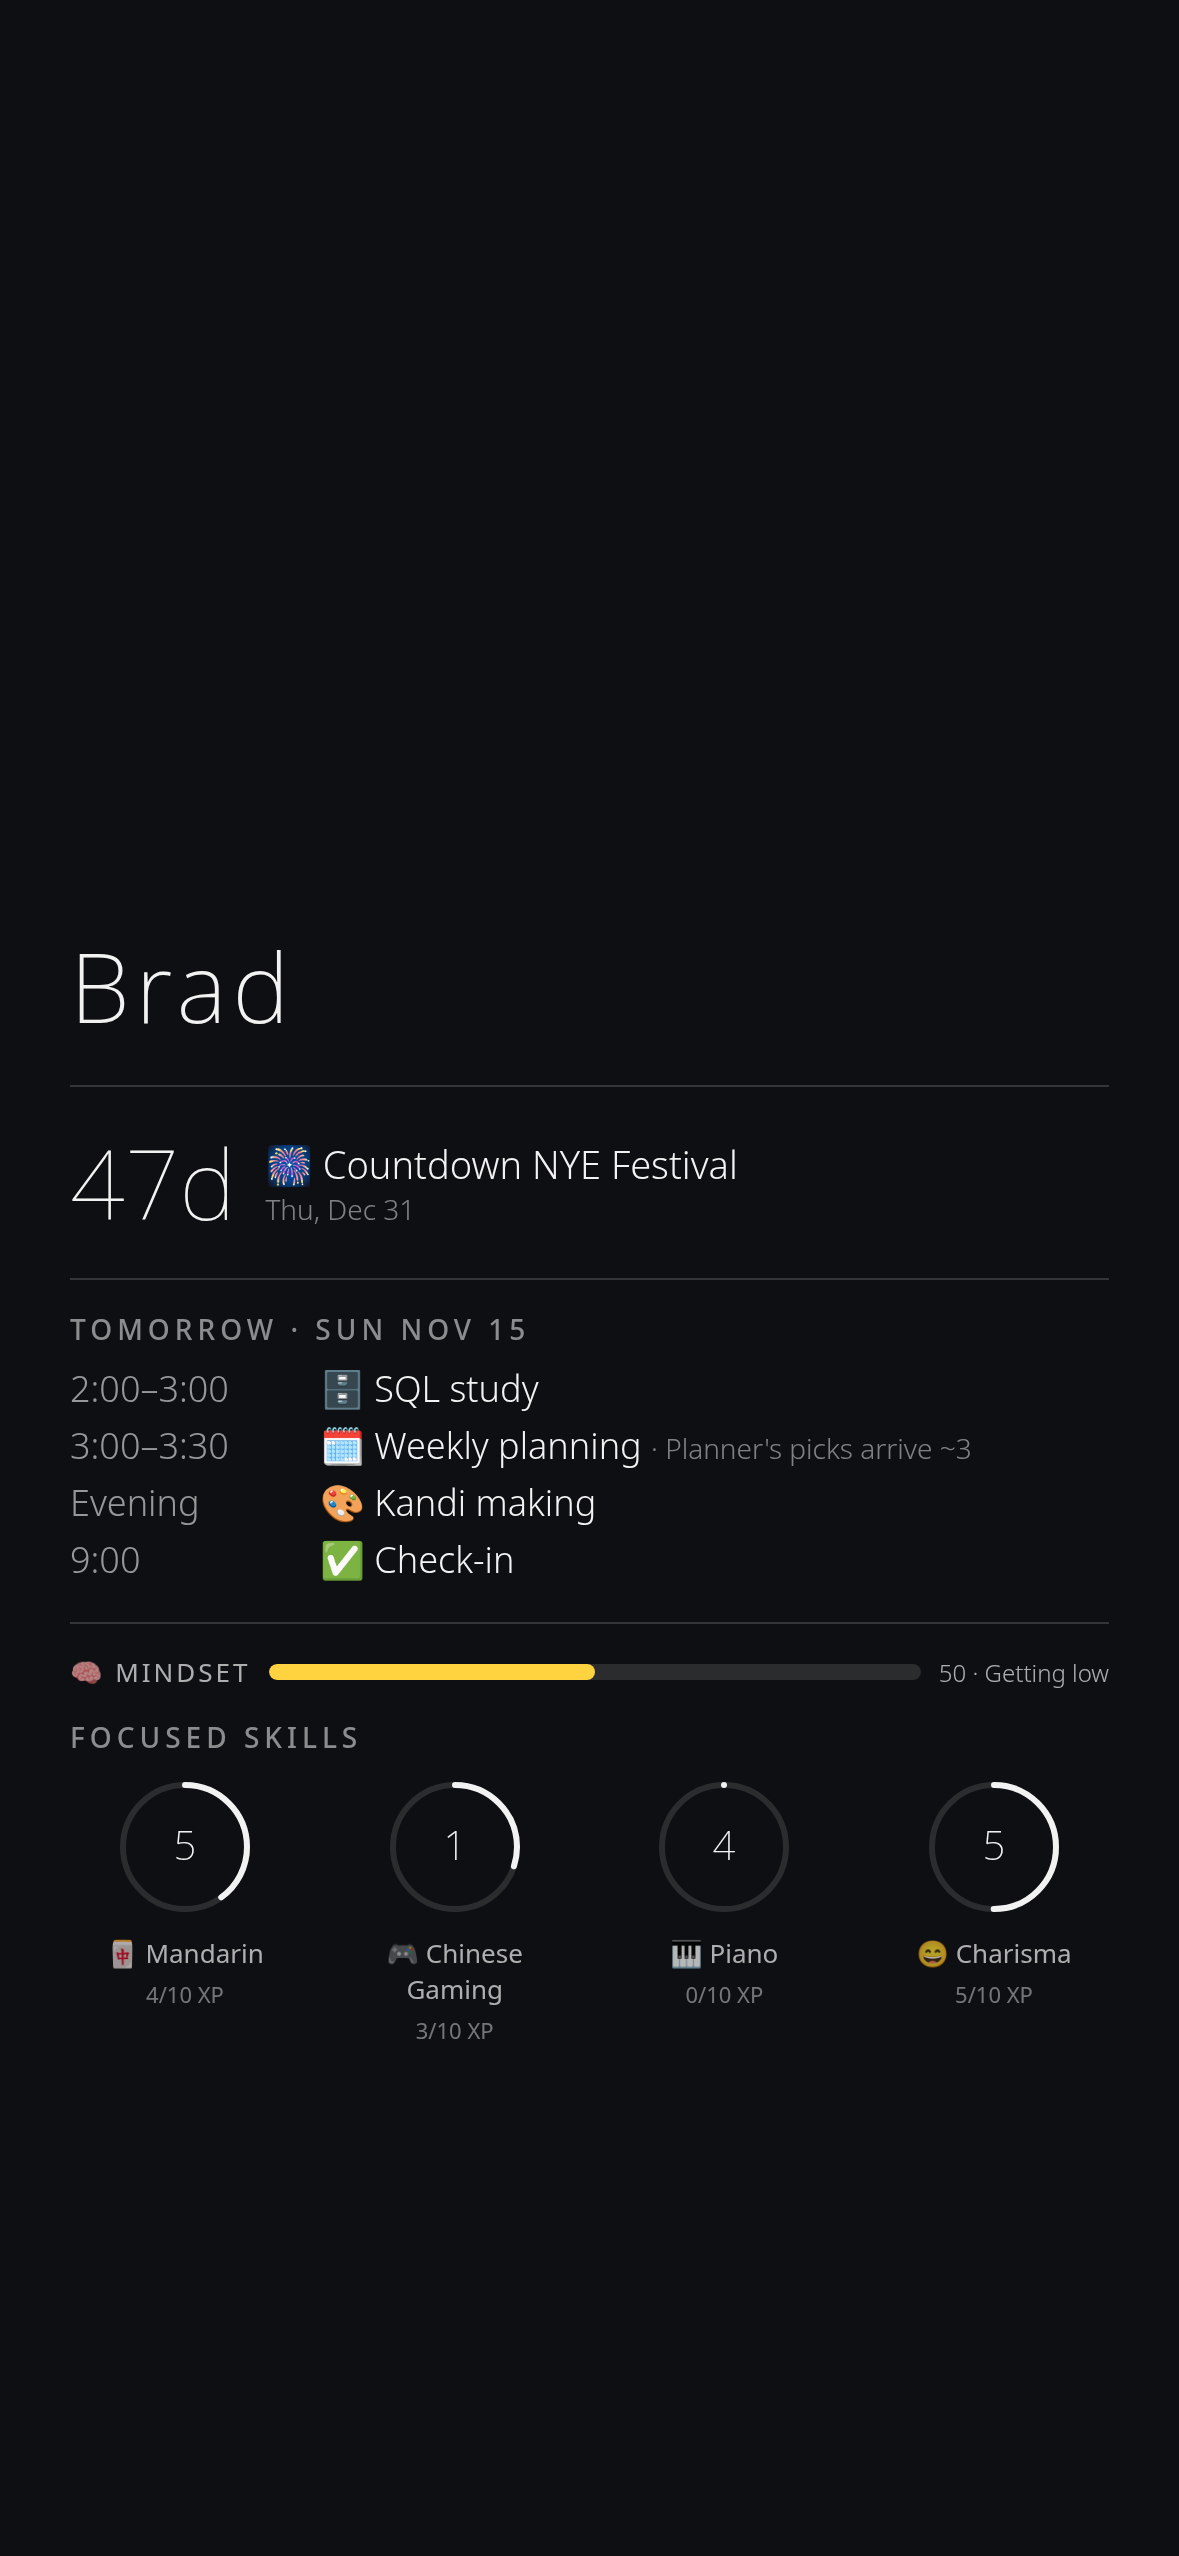 Brad
47d
🎆 Countdown NYE Festival
Thu, Dec 31
TOMORROW · SUN NOV 15
2:00–3:00 🗄️ SQL study
3:00–3:30 🗓️ Weekly planning · Planner's picks arrive ~3
Evening 🎨 Kandi making
9:00 ✅ Check-in
🧠 MINDSET 50 · Getting low
FOCUSED SKILLS
5 1 4 5
🀄 Mandarin 🎮 Chinese Gaming 🎹 Piano 😄 Charisma
4/10 XP 3/10 XP 0/10 XP 5/10 XP